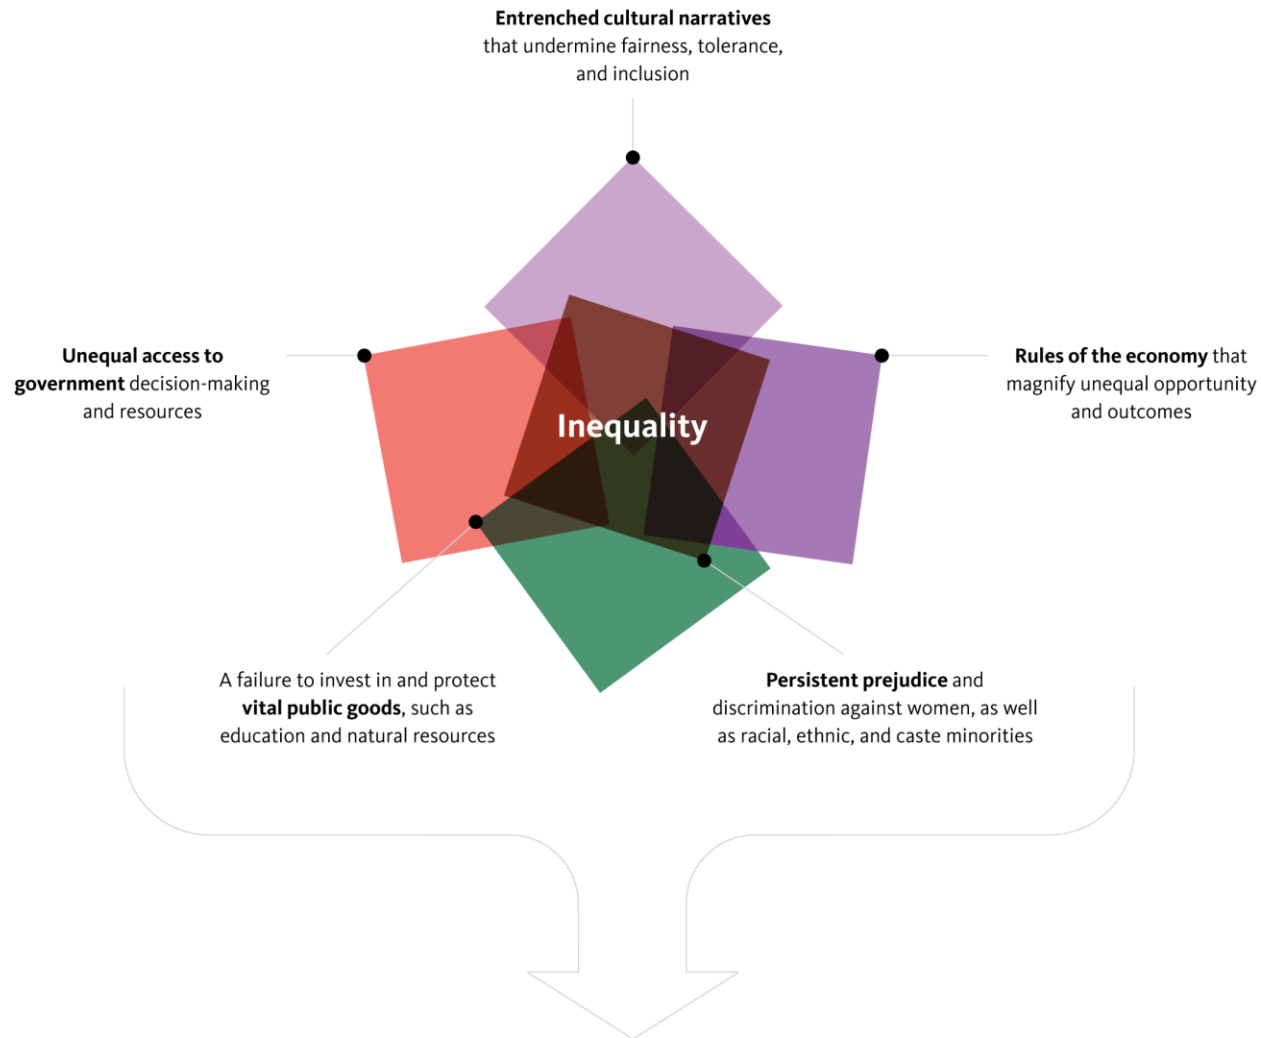 Entrenched cultural narratives
that undermine fairness, tolerance,
and inclusion
Unequal access to
government decision-making
and resources
Rules of the economy that
magnify unequal opportunity
and outcomes
Inequality
A failure to invest in and protect
vital public goods, such as
education and natural resources
Persistent prejudice and
discrimination against women, as well
as racial, ethnic, and caste minorities